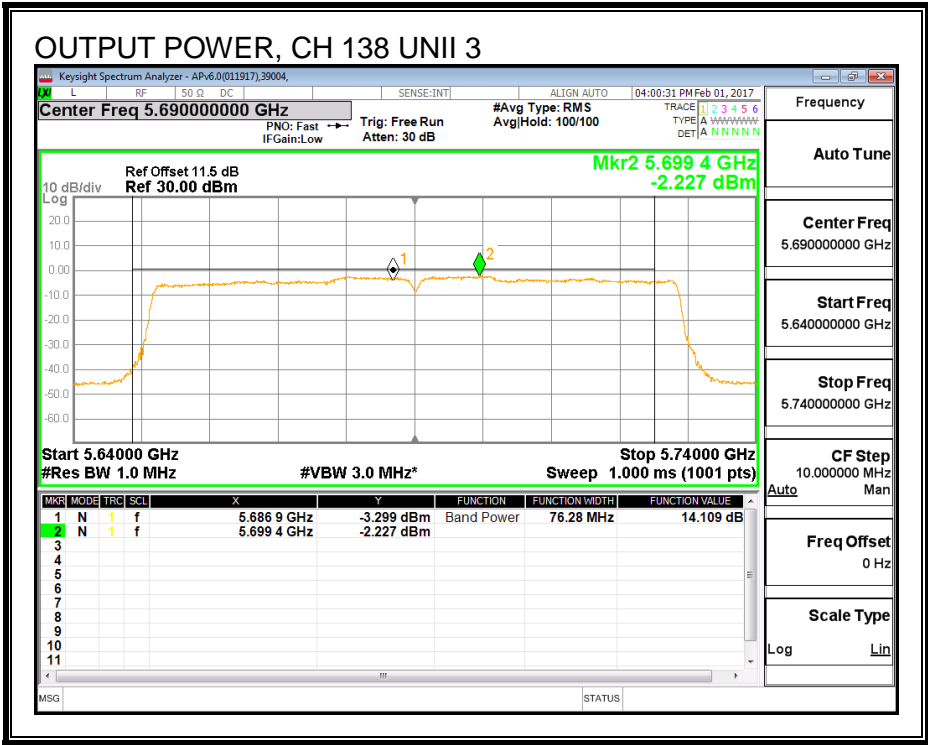 OUTPUT POWER, CH 138 UNII 3
Keysight Spectrum Analyzer - APv6.0(011917),39004,
LXI L RF 50 Ω DC SENSE:INT ALIGN AUTO 04:00:31 PM Feb 01, 2017
Center Freq 5.690000000 GHz
PNO: Fast
IFGain:Low
Trig: Free Run
Atten: 30 dB
#Avg Type: RMS
Avg|Hold: 100/100
TRACE 1 2 3 4 5 6
TYPE A WWWWW
DET A N N N N N
Ref Offset 11.5 dB
10 dB/div Ref 30.00 dBm
Log
Mkr2 5.699 4 GHz
-2.227 dBm
20.0
10.0
0.00
-10.0
-20.0
-30.0
-40.0
-50.0
-60.0
1
2
Start 5.64000 GHz Stop 5.74000 GHz
#Res BW 1.0 MHz #VBW 3.0 MHz* Sweep 1.000 ms (1001 pts)
MKR MODE TRC SCL X Y FUNCTION FUNCTION WIDTH FUNCTION VALUE
1 N 1 f 5.686 9 GHz -3.299 dBm Band Power 76.28 MHz 14.109 dB
2 N 1 f 5.699 4 GHz -2.227 dBm
3
4
5
6
7
8
9
10
11
MSG STATUS
Frequency
Auto Tune
Center Freq
5.690000000 GHz
Start Freq
5.640000000 GHz
Stop Freq
5.740000000 GHz
CF Step
10.000000 MHz
Auto Man
Freq Offset
0 Hz
Scale Type
Log Lin